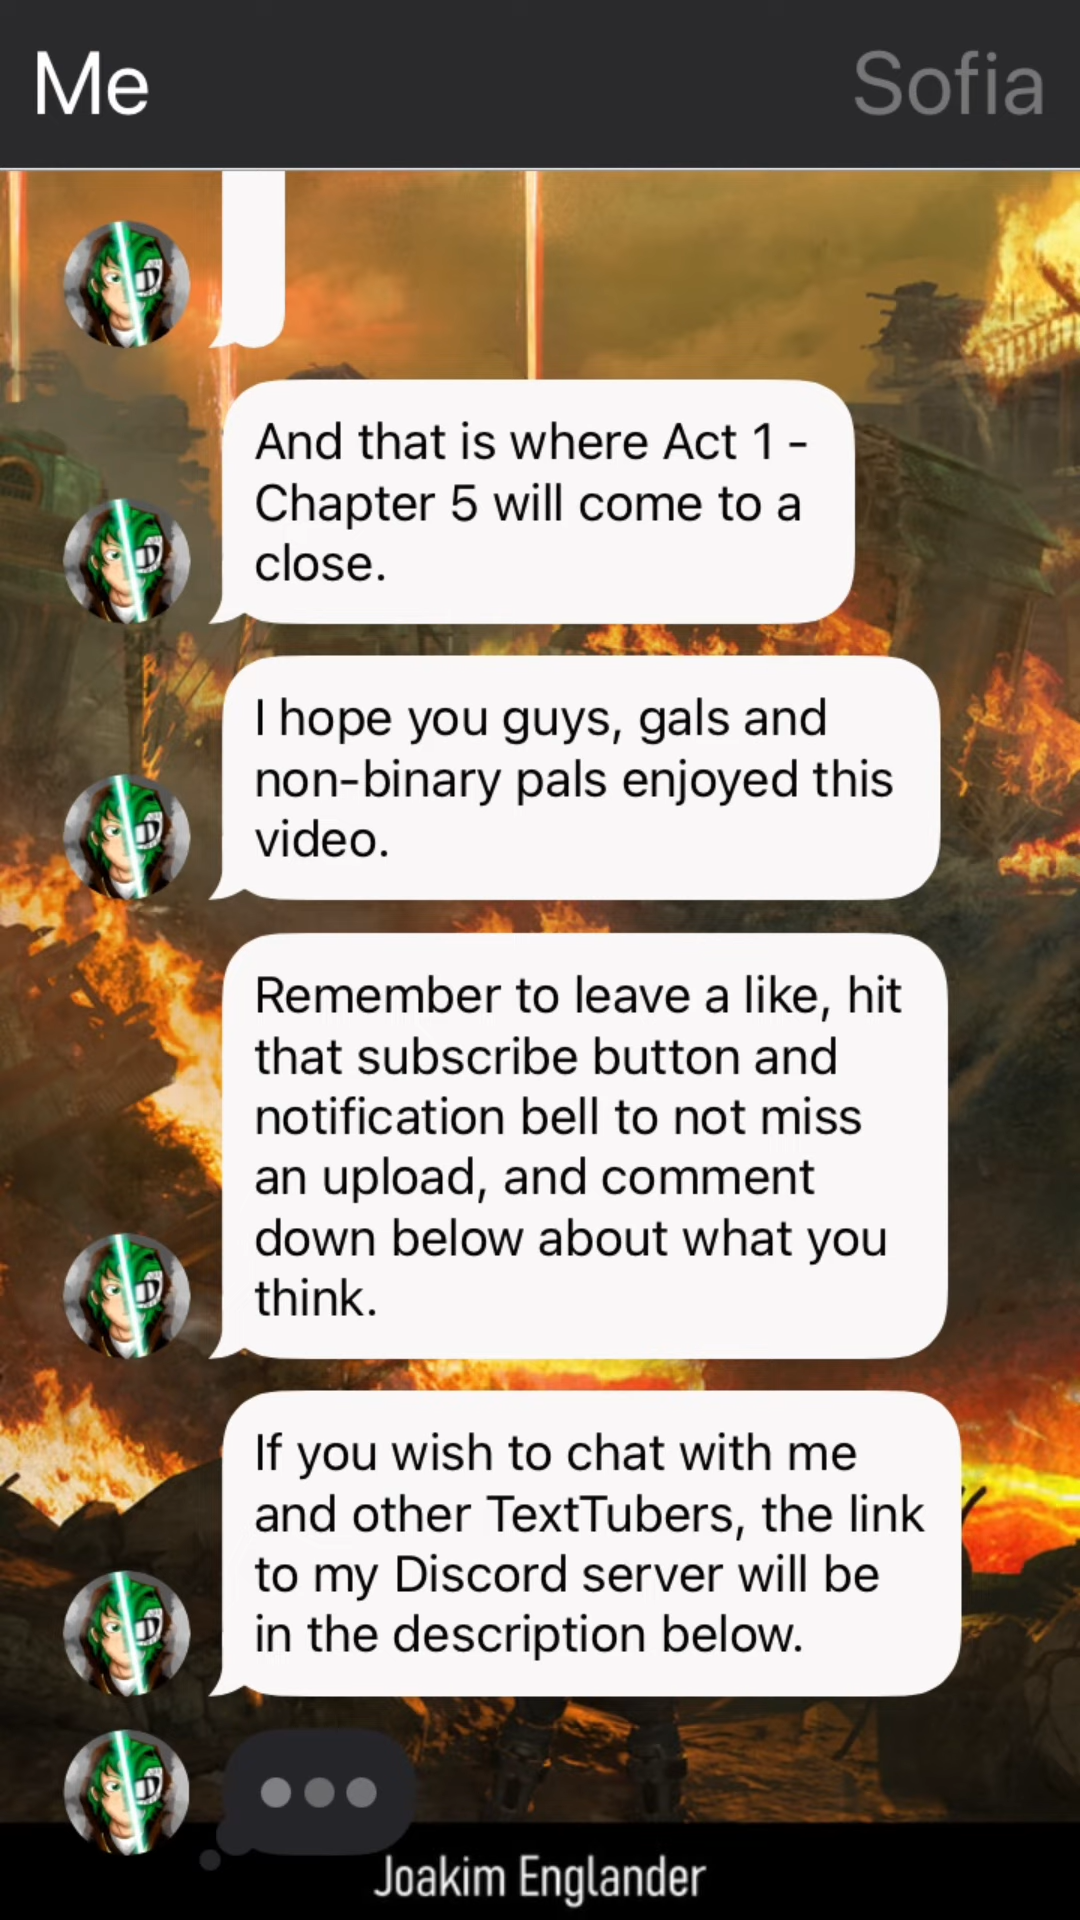 Me
Sofia
And that is where Act 1 -
Chapter 5 will come to a
close.
I hope you guys, gals and
non-binary pals enjoyed this
video.
Remember to leave a like, hit
that subscribe button and
notification bell to not miss
an upload, and comment
down below about what you
think.
If you wish to chat with me
and other TextTubers, the link
to my Discord server will be
in the description below.
Joakim Englander